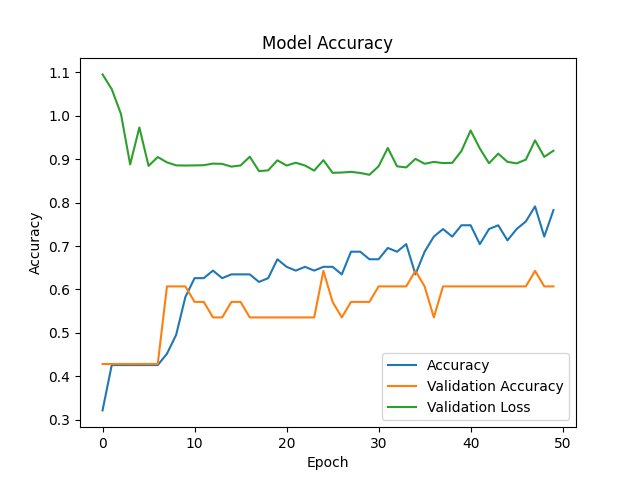 Model Accuracy
Accuracy
1.1
1.0
0.9
0.8
0.7
0.6
0.5
0.4
0.3
0 10 20 30 40 50
Epoch
Accuracy
Validation Accuracy
Validation Loss